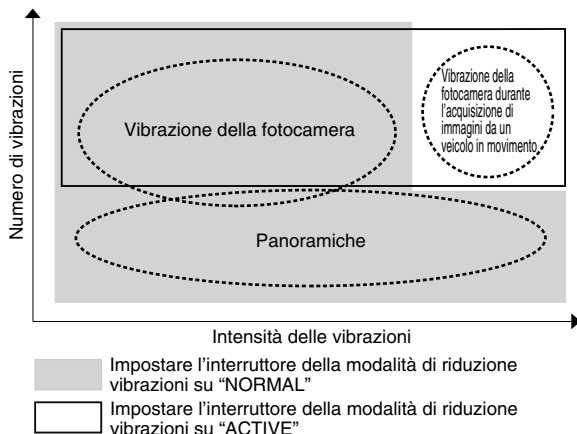 Numero di vibrazioni
Vibrazione della fotocamera
Vibrazione della
fotocamera durante
l’acquisizione di
immagini da un
veicolo in movimento
Panoramiche
Intensità delle vibrazioni
Impostare l’interruttore della modalità di riduzione
vibrazioni su “NORMAL”
Impostare l’interruttore della modalità di riduzione
vibrazioni su “ACTIVE”